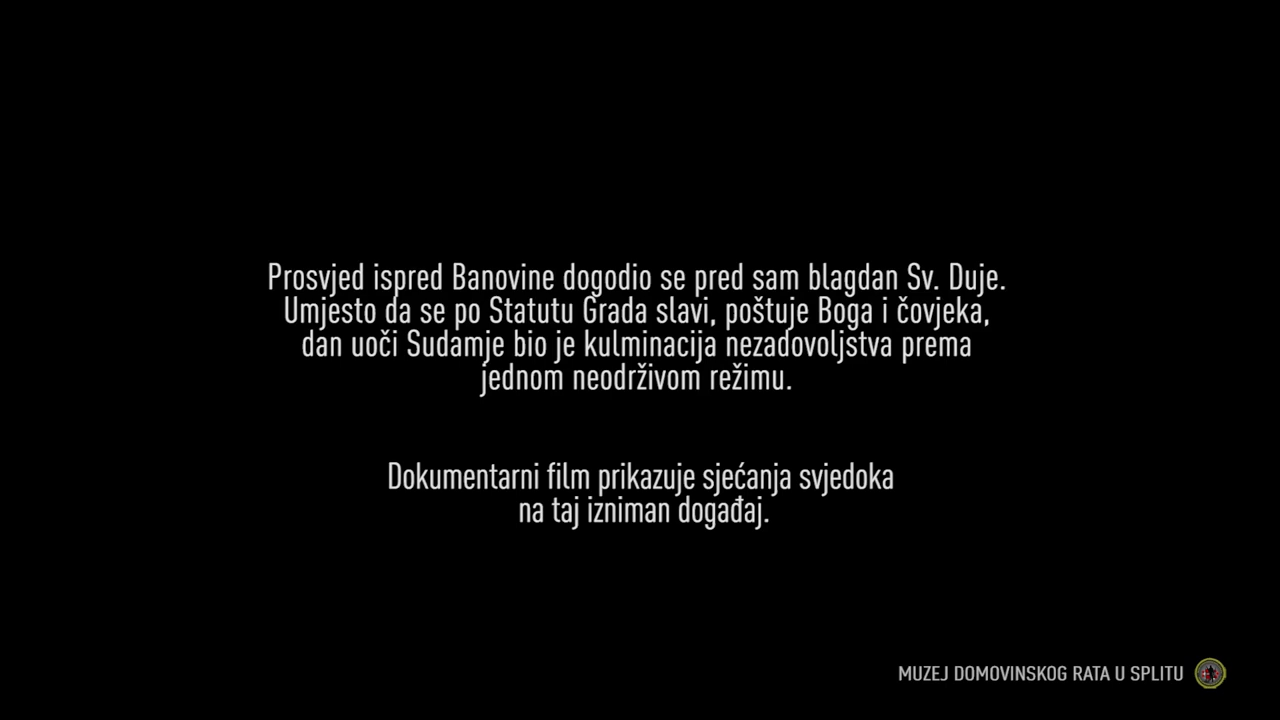 Prosvjed ispred Banovine dogodio se pred sam blagdan Sv. Duje.
Umjesto da se po Statutu Grada slavi, poštuje Boga i čovjeka,
dan uoči Sudamje bio je kulminacija nezadovoljstva prema
jednom neodrživom režimu.
Dokumentarni film prikazuje sjećanja svjedoka
na taj izniman događaj.
MUZEJ DOMOVINSKOG RATA U SPLITU